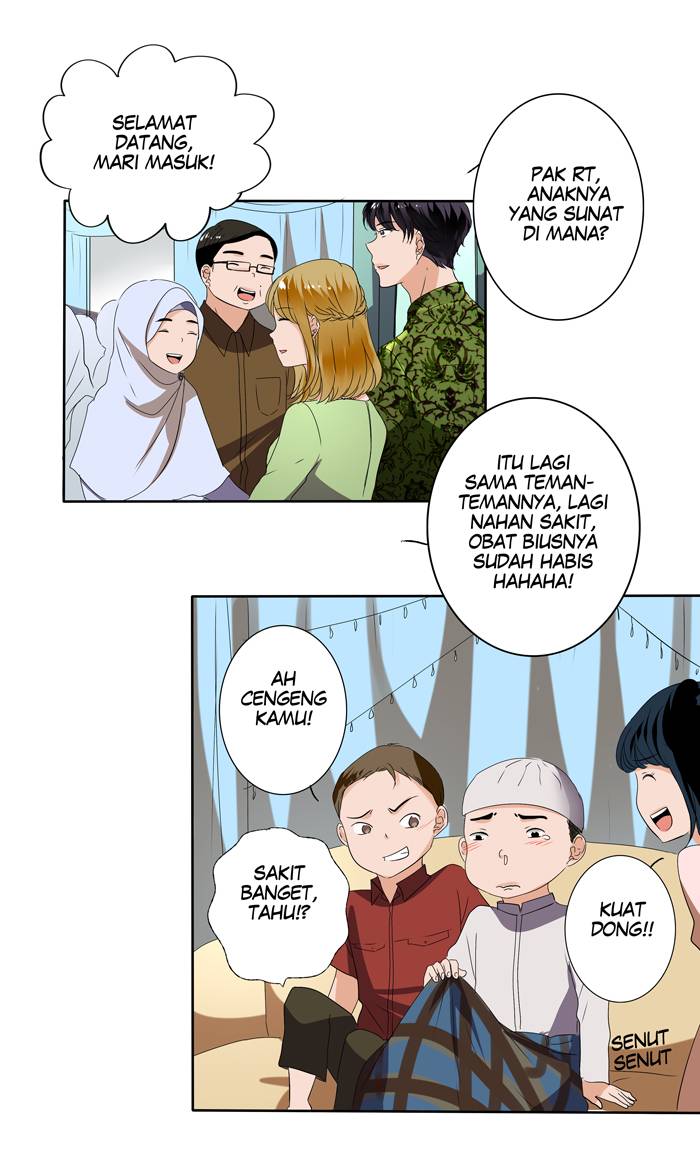 SELAMAT
DATANG,
MARI MASUK!
PAK RT,
ANAKNYA
YANG SUNAT
DI MANA?
ITU LAGI
SAMA TEMAN-
TEMANNYA, LAGI
NAHAN SAKIT,
OBAT BIUSNYA
SUDAH HABIS
HAHAHA!
AH
CENGENG
KAMU!
SAKIT
BANGET,
TAHU!?
KUAT
DONG!!
SENUT
SENUT